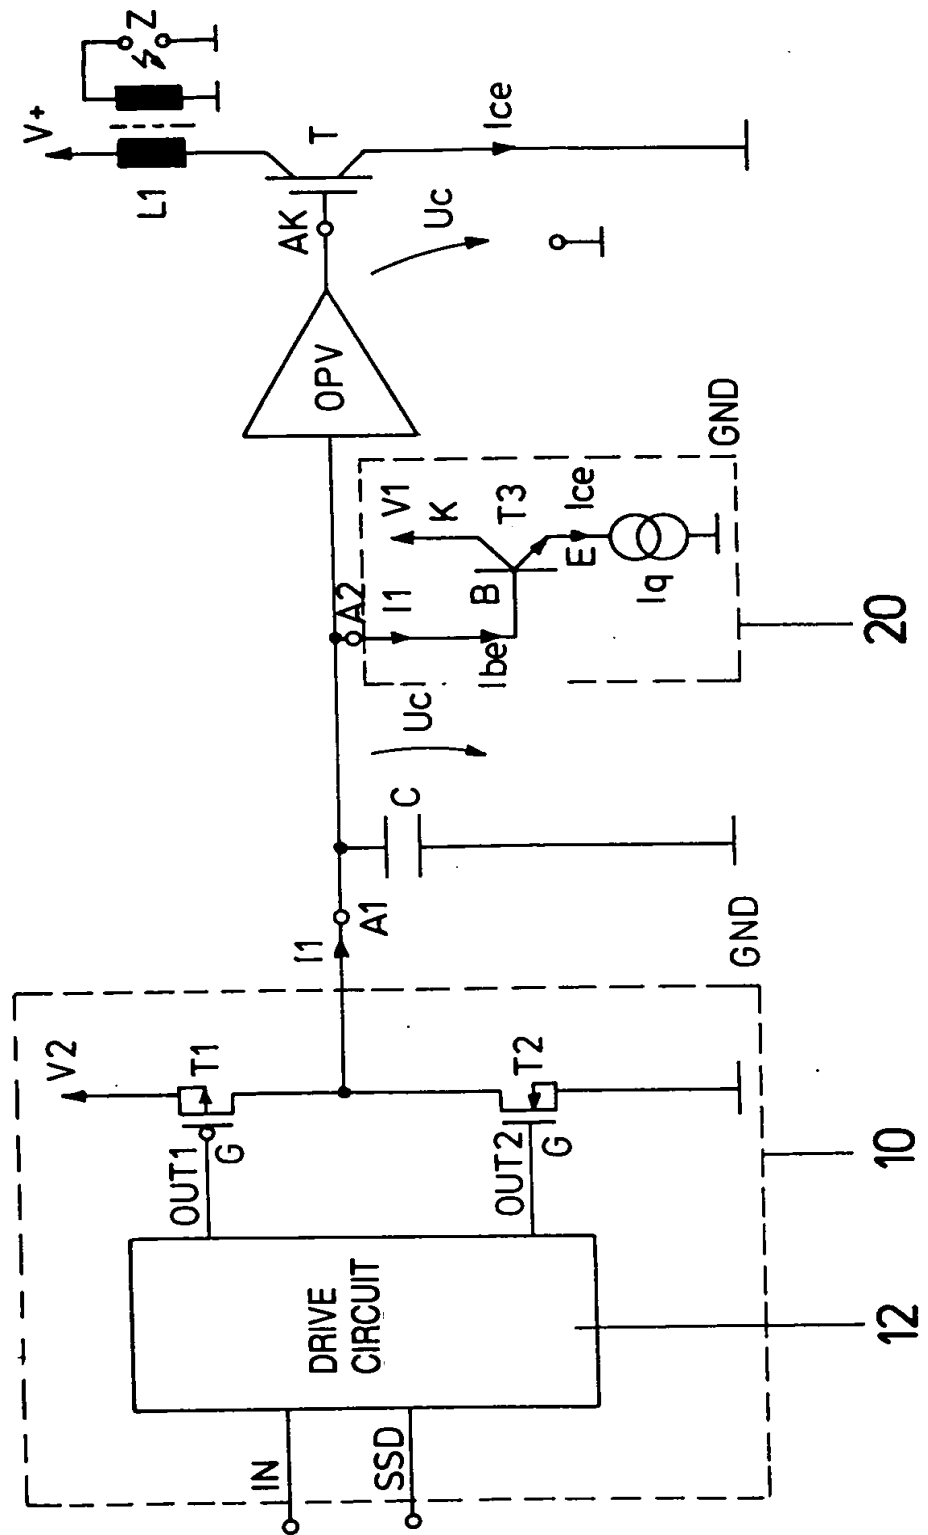 IN
SSD
DRIVE
CIRCUIT
12
OUT1
OUT2
G
G
V2
T1
T2
10
I1
A1
GND
C
Uc
A2
I1
Ibe
B
V1
K
T3
E
Ice
Iq
20
GND
OPV
AK
Uc
T
Ice
L1
V+
Z